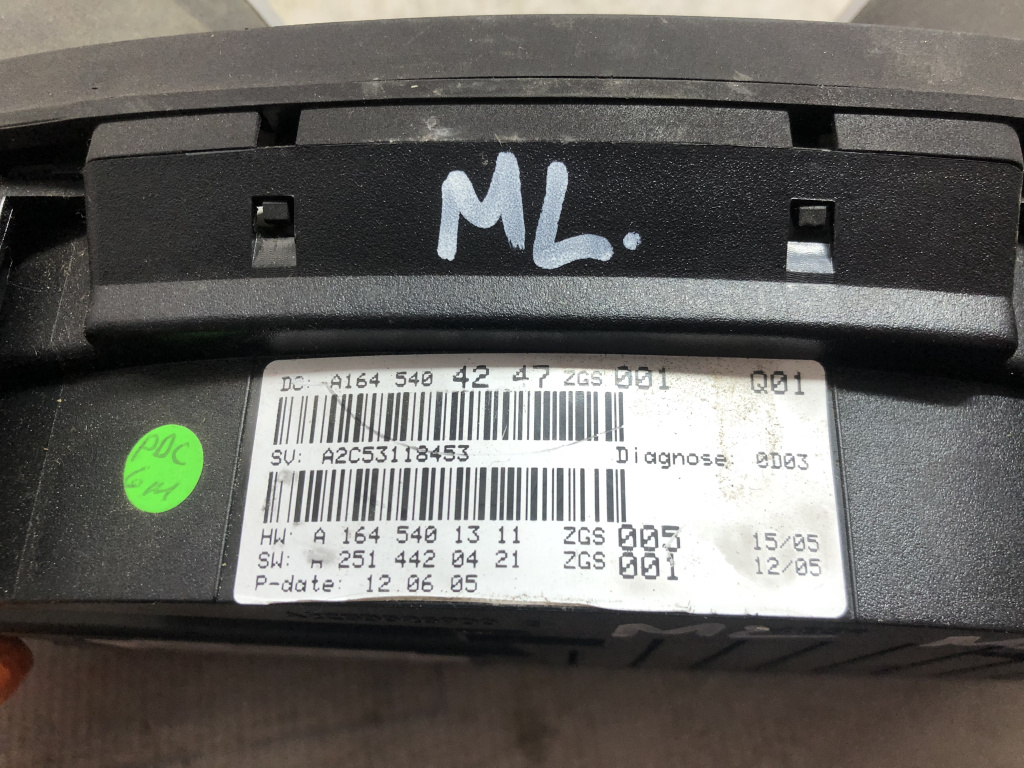 ML.
DC: A164 540 42 47 ZGS 001 Q01
SV: A2C53118453 Diagnose: 0D03
HW: A 164 540 13 11 ZGS 005 15/05
SW: A 251 442 04 21 ZGS 001 12/05
P-date: 12.06.05
PDC
6M